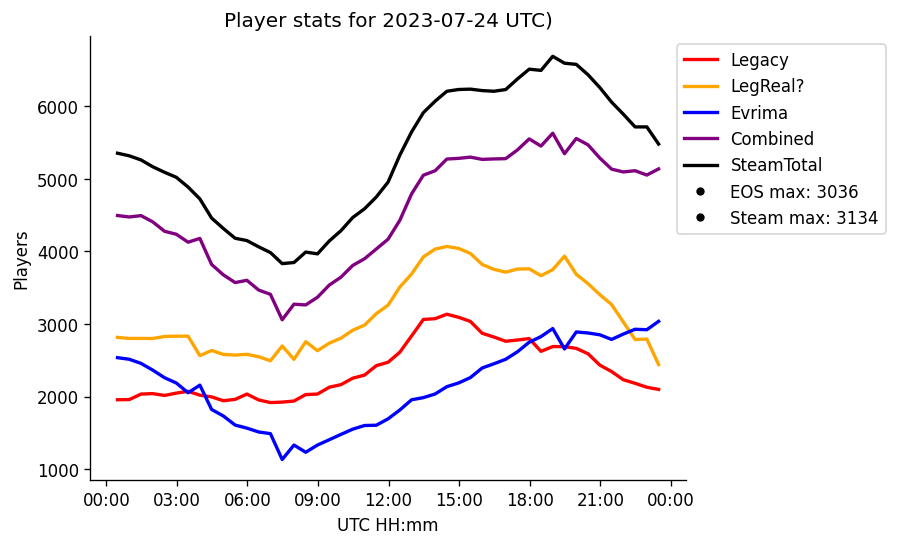 Player stats for 2023-07-24 UTC)
Legacy
LegReal?
Evrima
Combined
SteamTotal
EOS max: 3036
Steam max: 3134
Players
6000
5000
4000
3000
2000
1000
00:00 03:00 06:00 09:00 12:00 15:00 18:00 21:00 00:00
UTC HH:mm